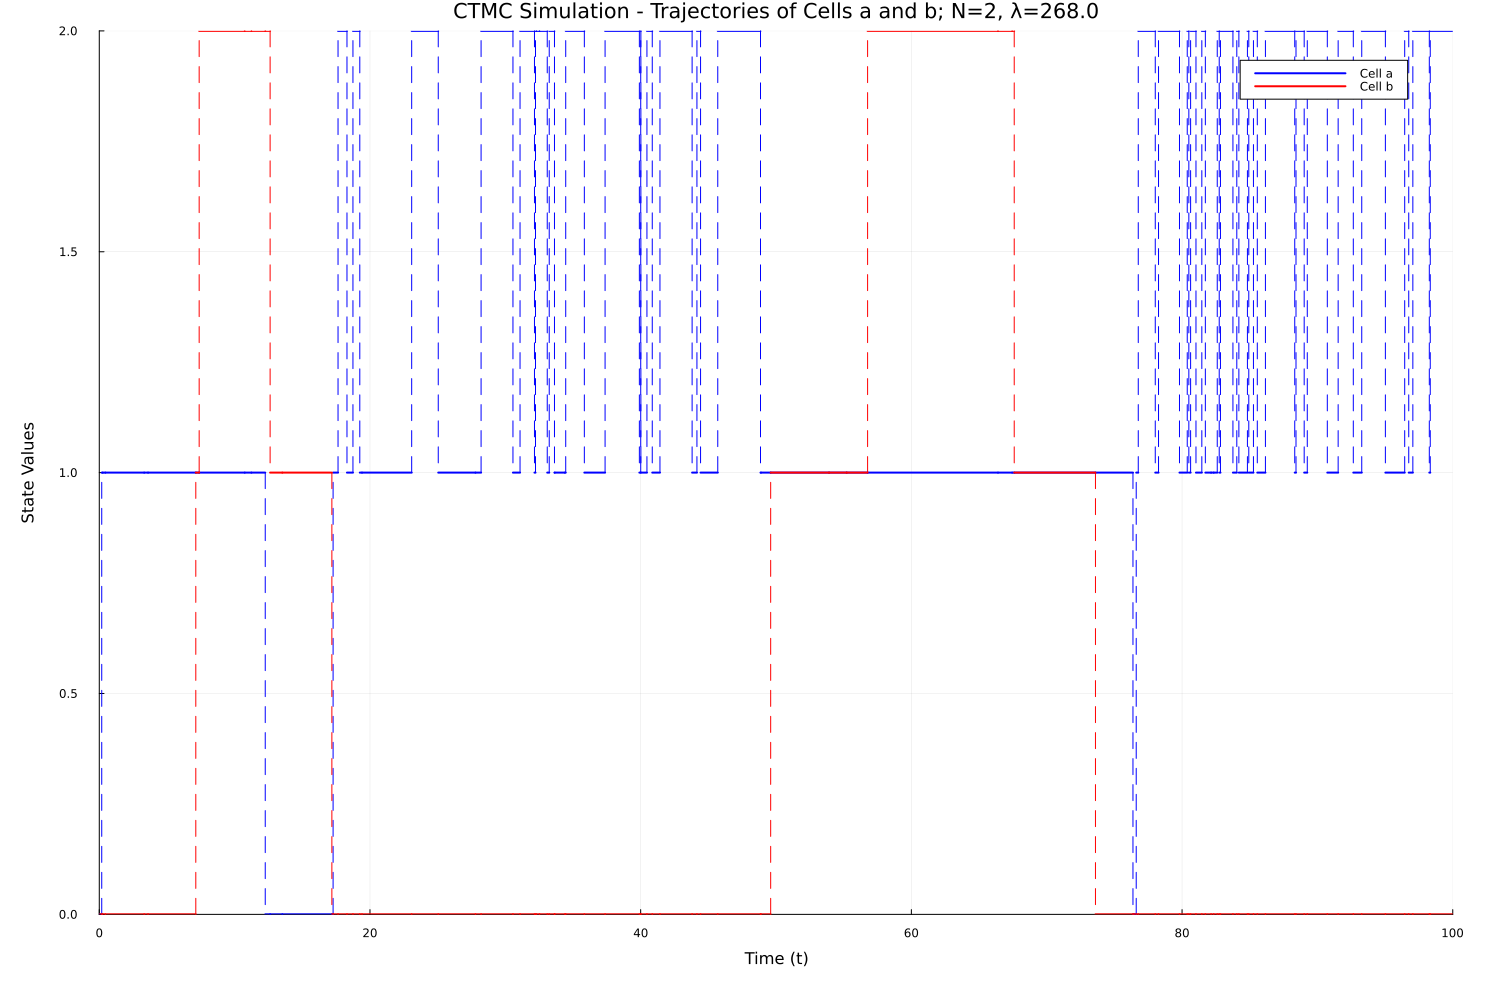 CTMC Simulation - Trajectories of Cells a and b; N=2, λ=268.0
2.0
Cell a
Cell b
1.5
1.0
State Values
0.5
0.0
0 20 40 60 80 100
Time (t)